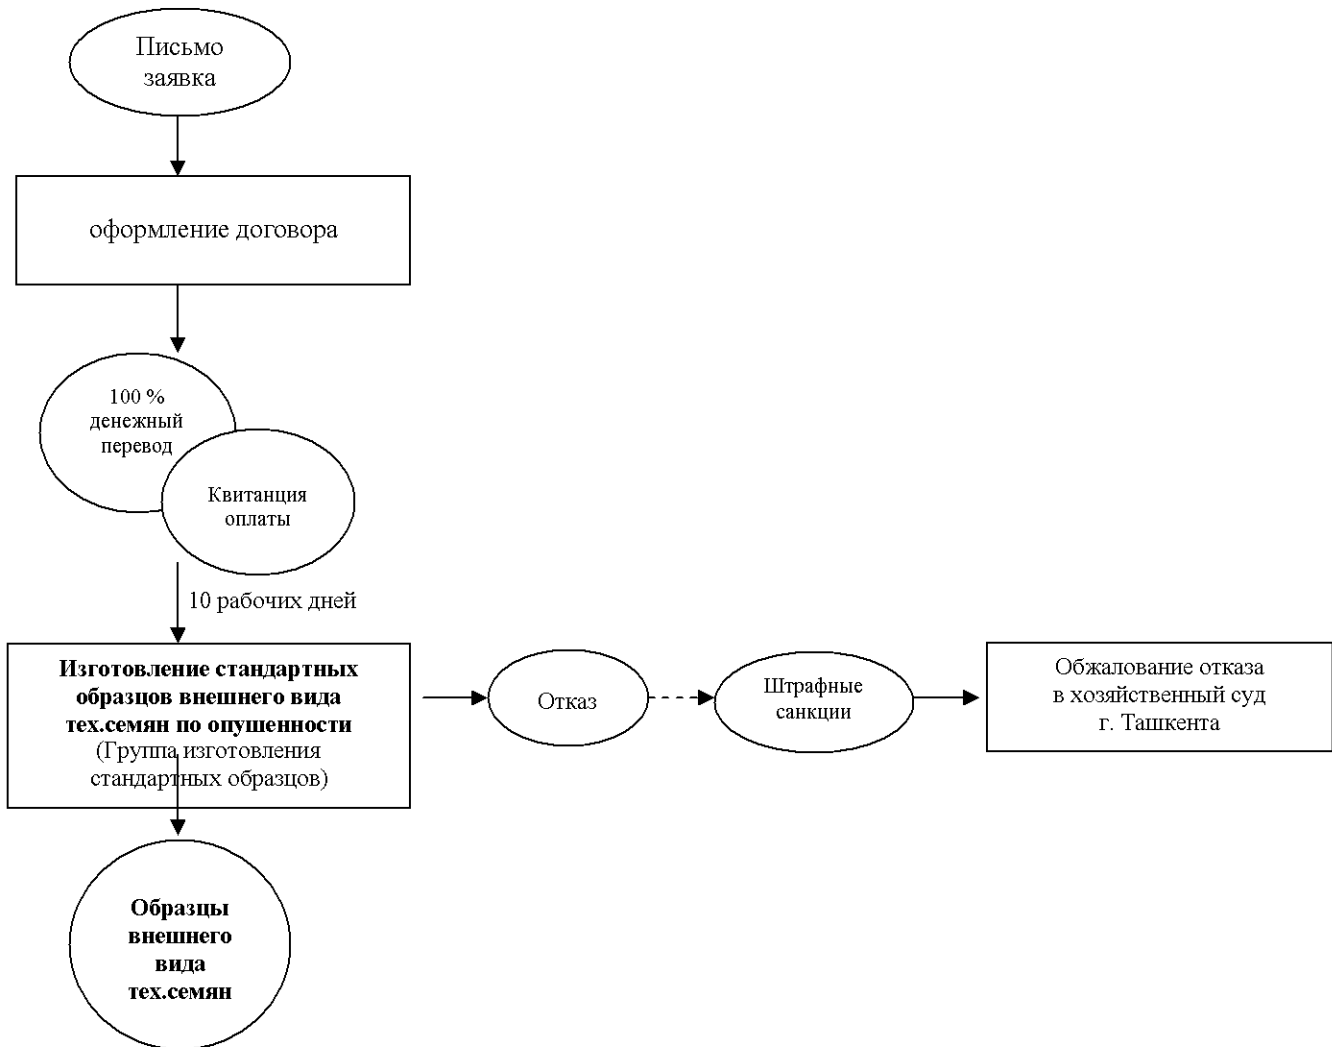 Письмо
заявка
оформление договора
100 %
денежный
перевод
Квитанция
оплаты
10 рабочих дней
Изготовление стандартных
образцов внешнего вида
тех.семян по опушенности
(Группа изготовления
стандартных образцов)
Отказ
Штрафные
санкции
Обжалование отказа
в хозяйственный суд
г. Ташкента
Образцы
внешнего
вида
тех.семян